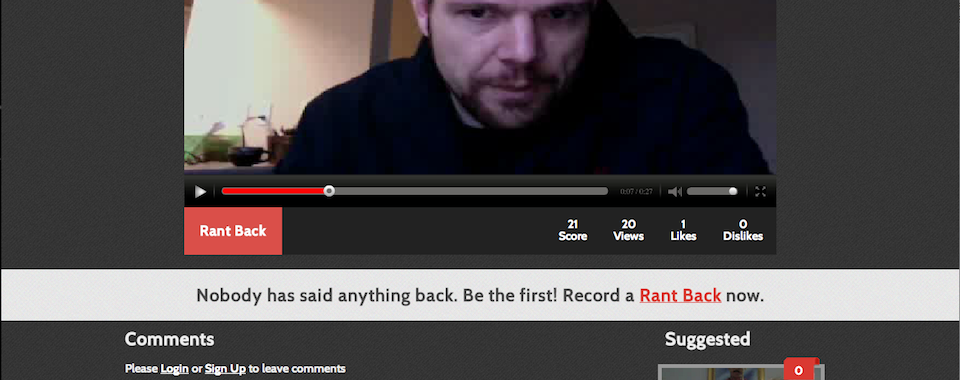 0:07 / 0:27
Rant Back
21
Score
20
Views
1
Likes
0
Dislikes
Nobody has said anything back. Be the first! Record a Rant Back now.
Comments
Suggested
Please Login or Sign Up to leave comments
0